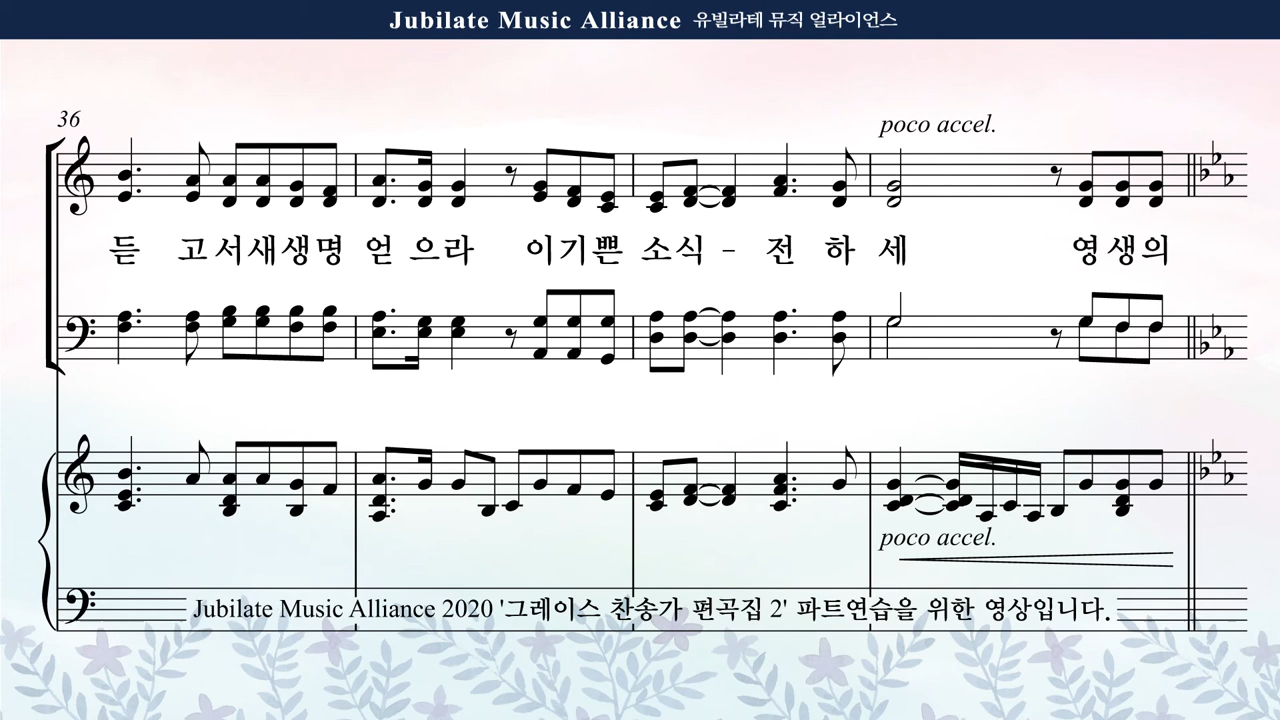 Jubilate Music Alliance 유빌라테 뮤직 얼라이언스
36
poco accel.
듣 고 서 새 생 명 얻 으 라 이 기 쁜 소 식 - 전 하 세 영 생 의
poco accel.
Jubilate Music Alliance 2020 '그레이스 찬송가 편곡집 2' 파트연습을 위한 영상입니다.